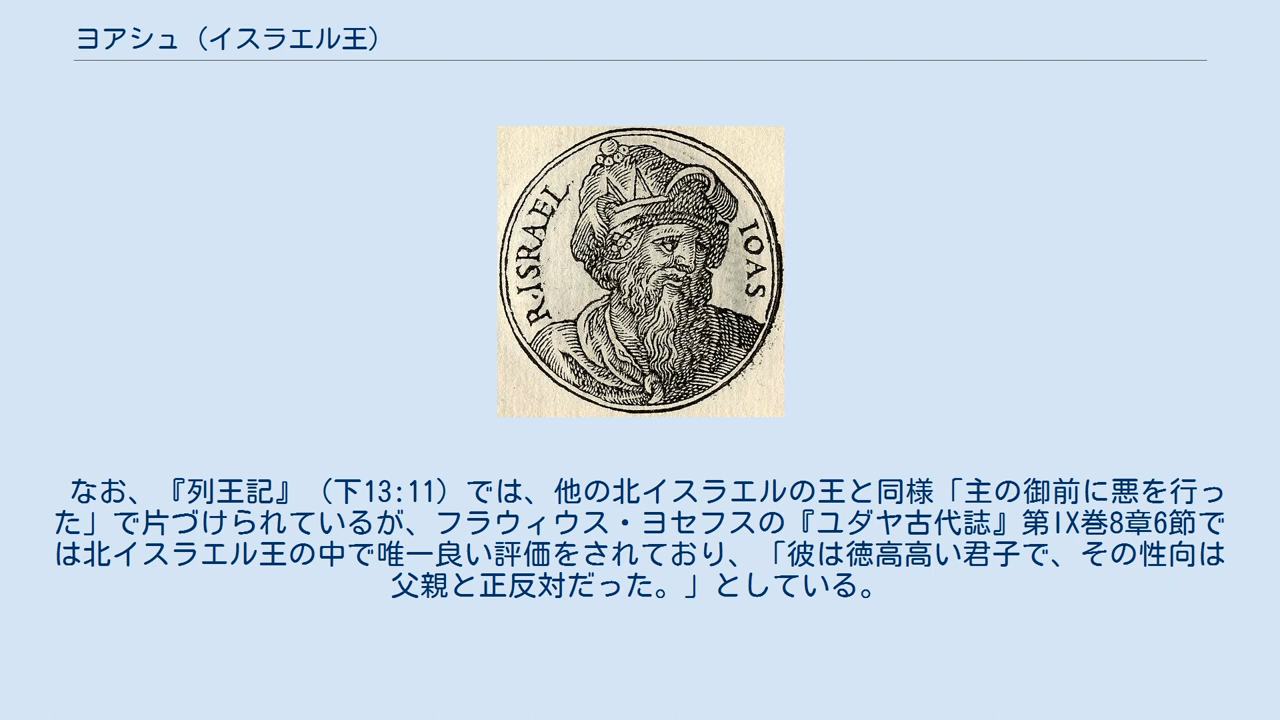 ヨアシュ（イスラエル王）
R·ISRAEL
IOAS
なお、『列王記』（下13:11）では、他の北イスラエルの王と同様「主の御前に悪を行っ
た」で片づけられているが、フラウィウス・ヨセフスの『ユダヤ古代誌』第IX巻8章6節で
は北イスラエル王の中で唯一良い評価をされており、「彼は徳高高い君子で、その性向は
父親と正反対だった。」としている。